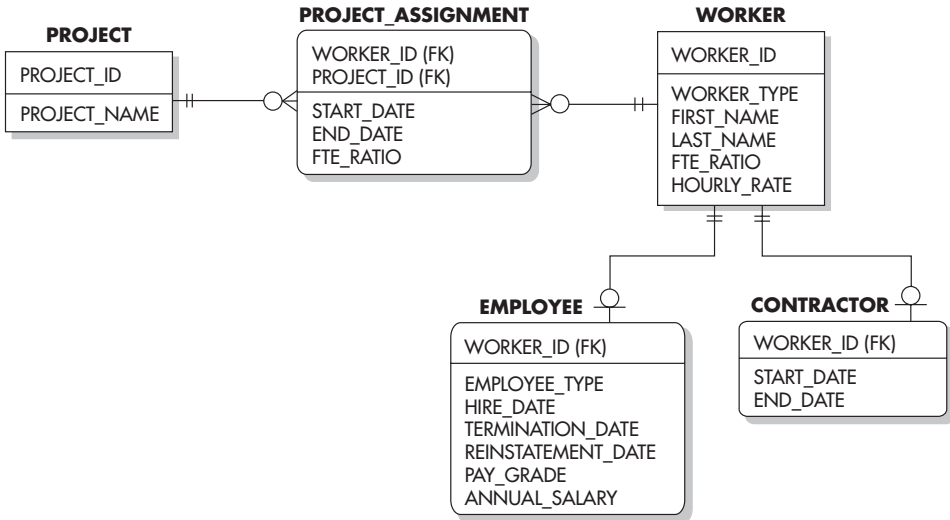 PROJECT
PROJECT_ID
PROJECT_NAME
PROJECT_ASSIGNMENT
WORKER_ID (FK)
PROJECT_ID (FK)
START_DATE
END_DATE
FTE_RATIO
WORKER
WORKER_ID
WORKER_TYPE
FIRST_NAME
LAST_NAME
FTE_RATIO
HOURLY_RATE
EMPLOYEE
WORKER_ID (FK)
EMPLOYEE_TYPE
HIRE_DATE
TERMINATION_DATE
REINSTATEMENT_DATE
PAY_GRADE
ANNUAL_SALARY
CONTRACTOR
WORKER_ID (FK)
START_DATE
END_DATE